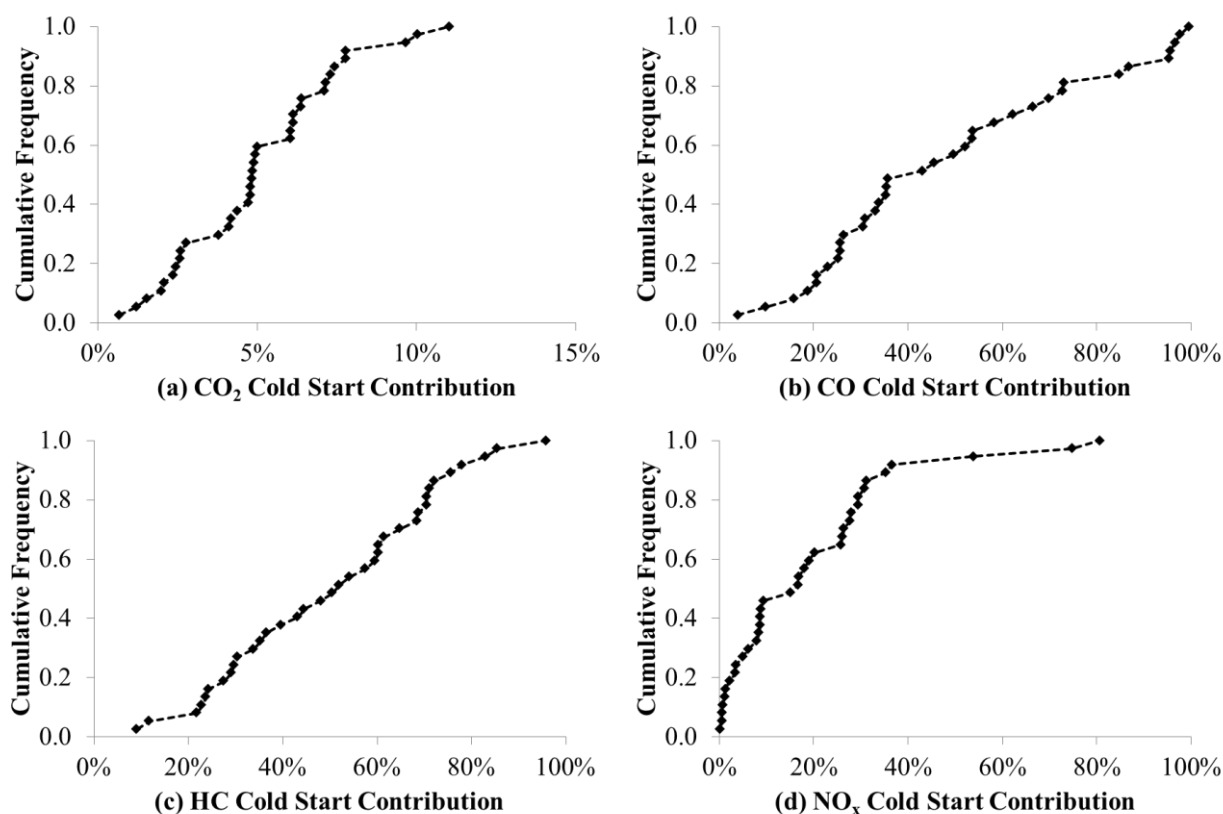 Cumulative Frequency
1.0
0.8
0.6
0.4
0.2
0.0
0% 5% 10% 15%
(a) CO₂ Cold Start Contribution
Cumulative Frequency
1.0
0.8
0.6
0.4
0.2
0.0
0% 20% 40% 60% 80% 100%
(b) CO Cold Start Contribution
Cumulative Frequency
1.0
0.8
0.6
0.4
0.2
0.0
0% 20% 40% 60% 80% 100%
(c) HC Cold Start Contribution
Cumulative Frequency
1.0
0.8
0.6
0.4
0.2
0.0
0% 20% 40% 60% 80% 100%
(d) NOₓ Cold Start Contribution